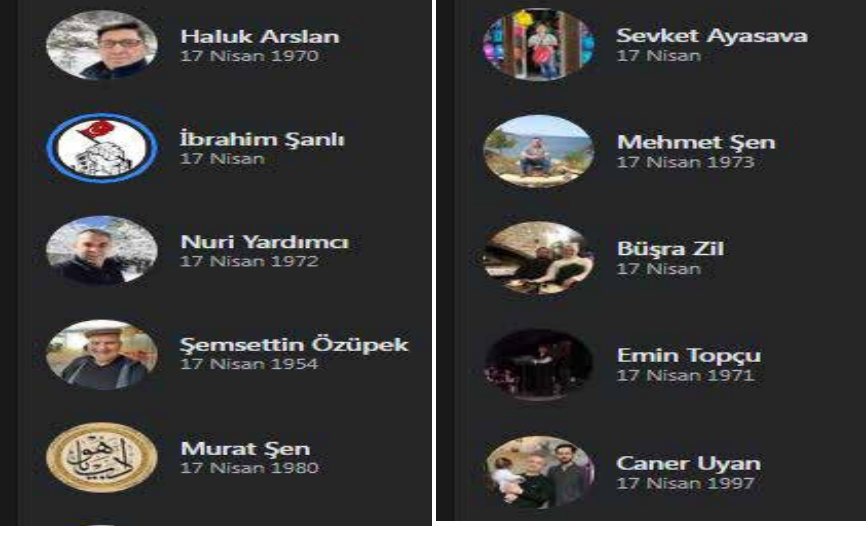 Haluk Arslan
17 Nisan 1970
İbrahim Şanlı
17 Nisan
Nuri Yardımcı
17 Nisan 1972
Şemsettin Özüpek
17 Nisan 1954
Murat Şen
17 Nisan 1980
Sevket Ayasava
17 Nisan
Mehmet Şen
17 Nisan 1973
Büşra Zil
17 Nisan
Emin Topçu
17 Nisan 1971
Caner Uyan
17 Nisan 1997